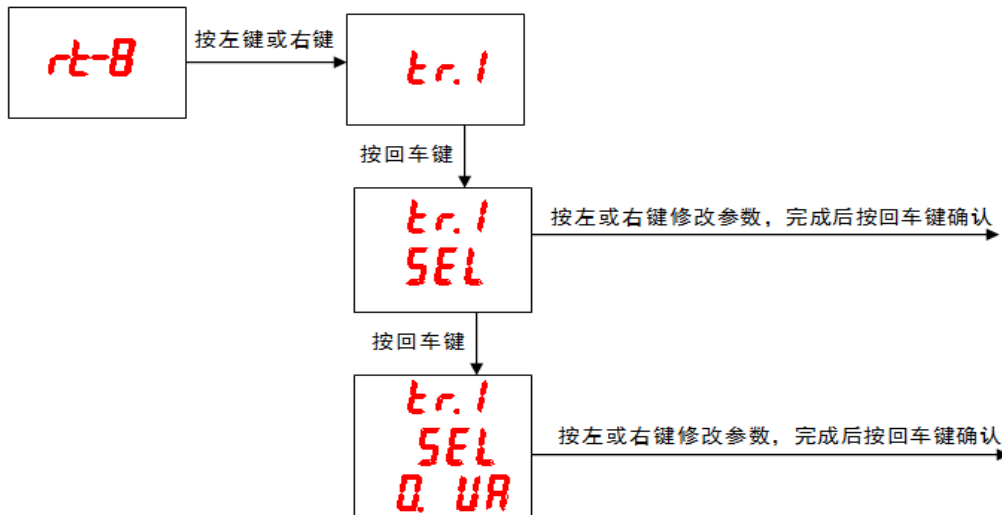 rt-8
按左键或右键
tr.1
按回车键
tr.1
SEL
按左或右键修改参数，完成后按回车键确认
按回车键
tr.1
SEL
0. UA
按左或右键修改参数，完成后按回车键确认